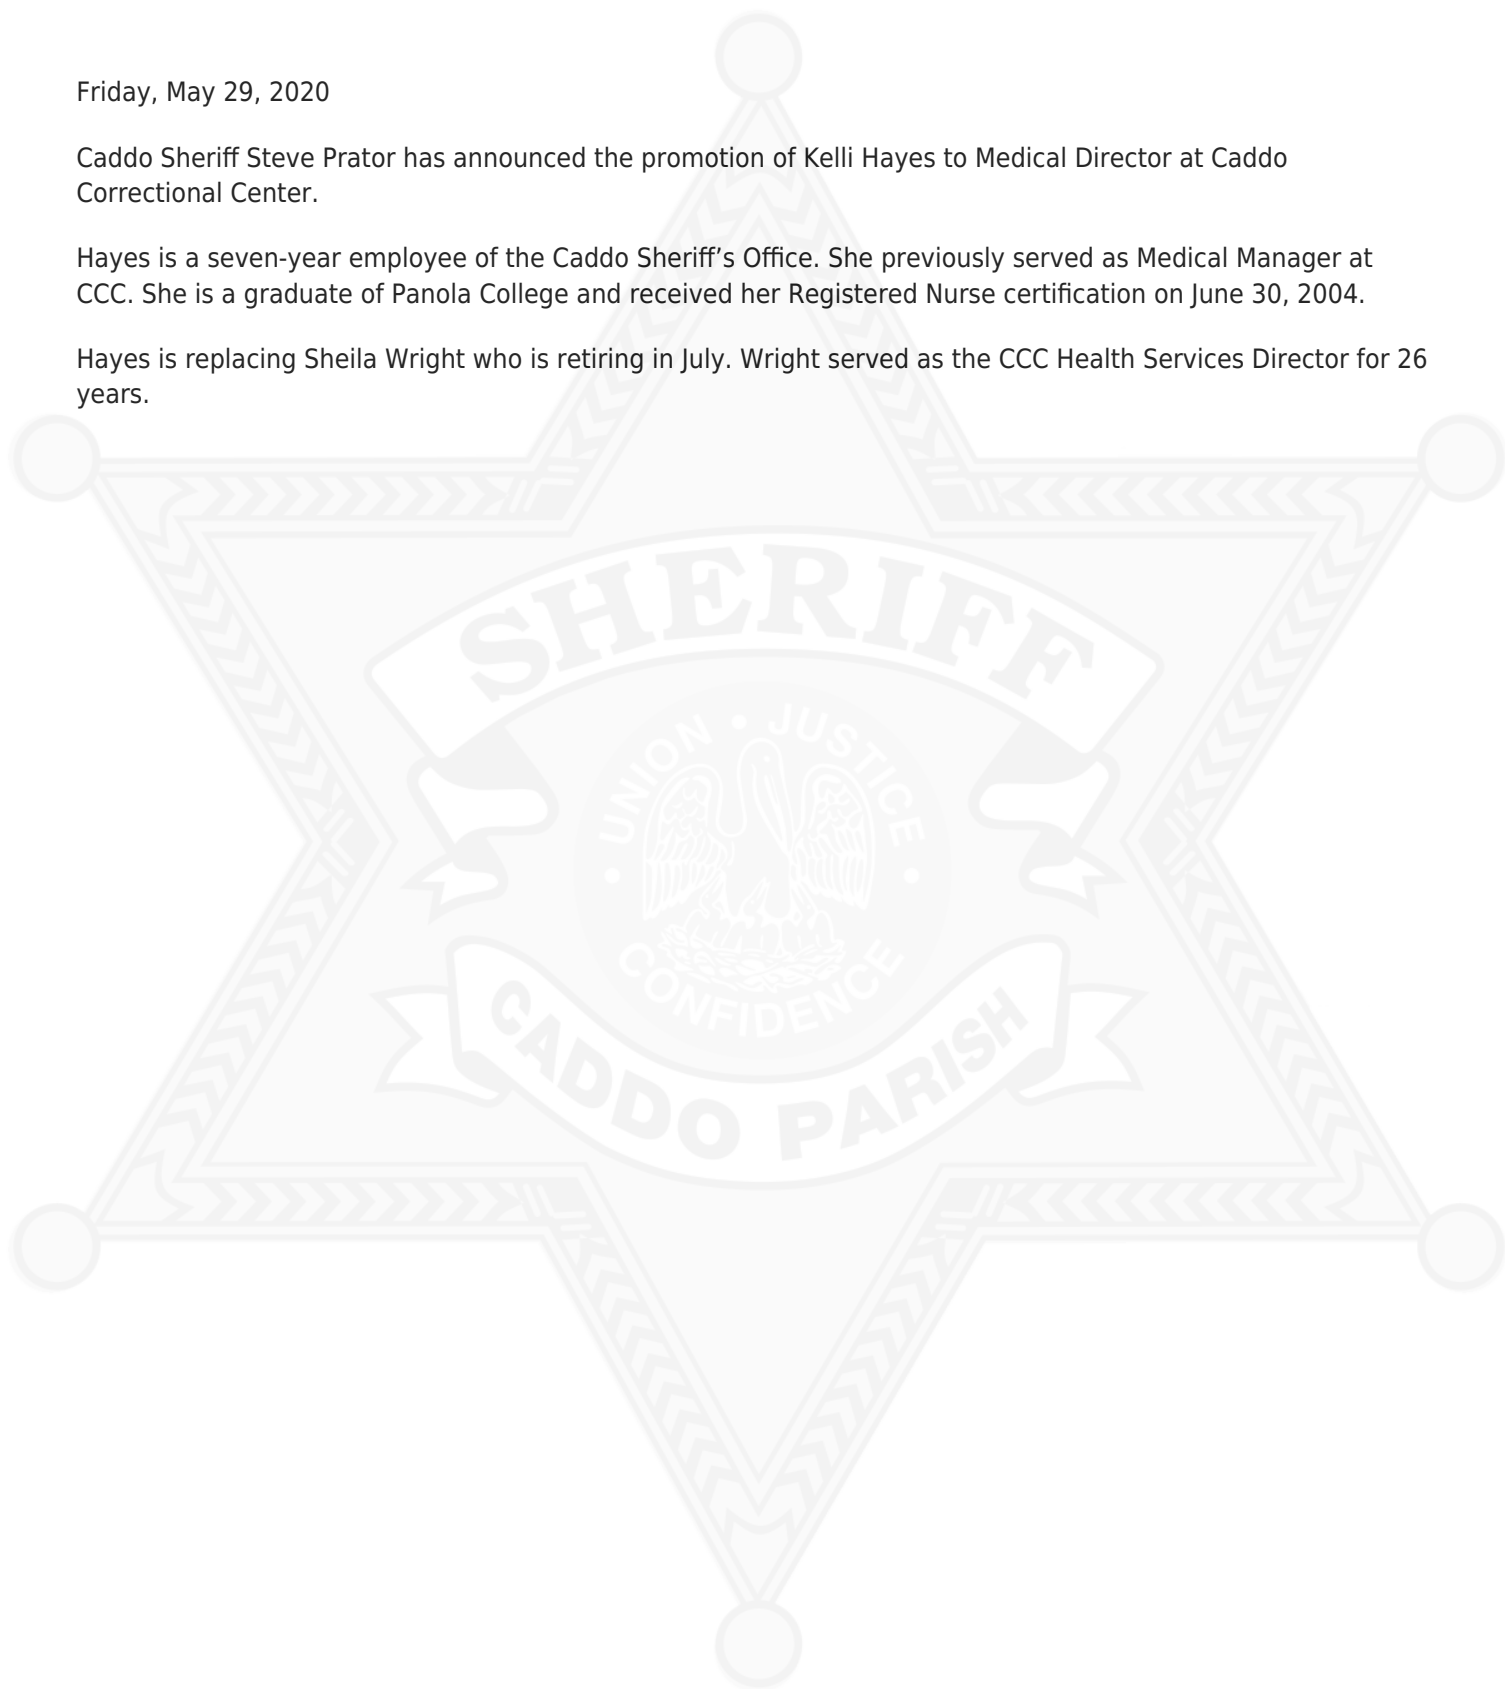 Friday, May 29, 2020
Caddo Sheriff Steve Prator has announced the promotion of Kelli Hayes to Medical Director at Caddo
Correctional Center.
Hayes is a seven-year employee of the Caddo Sheriff’s Office. She previously served as Medical Manager at
CCC. She is a graduate of Panola College and received her Registered Nurse certification on June 30, 2004.
Hayes is replacing Sheila Wright who is retiring in July. Wright served as the CCC Health Services Director for 26
years.
SHERIFF
UNION • JUSTICE
• CONFIDENCE •
CADDO PARISH